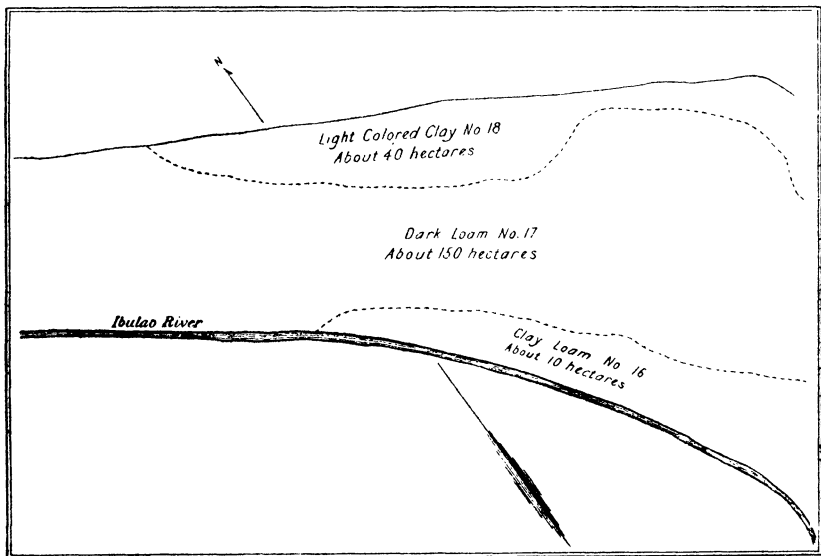 N
Light Colored Clay No 18
About 40 hectares
Dark Loam No. 17
About 150 hectares
Ibulao River
Clay Loam No 16
About 10 hectares